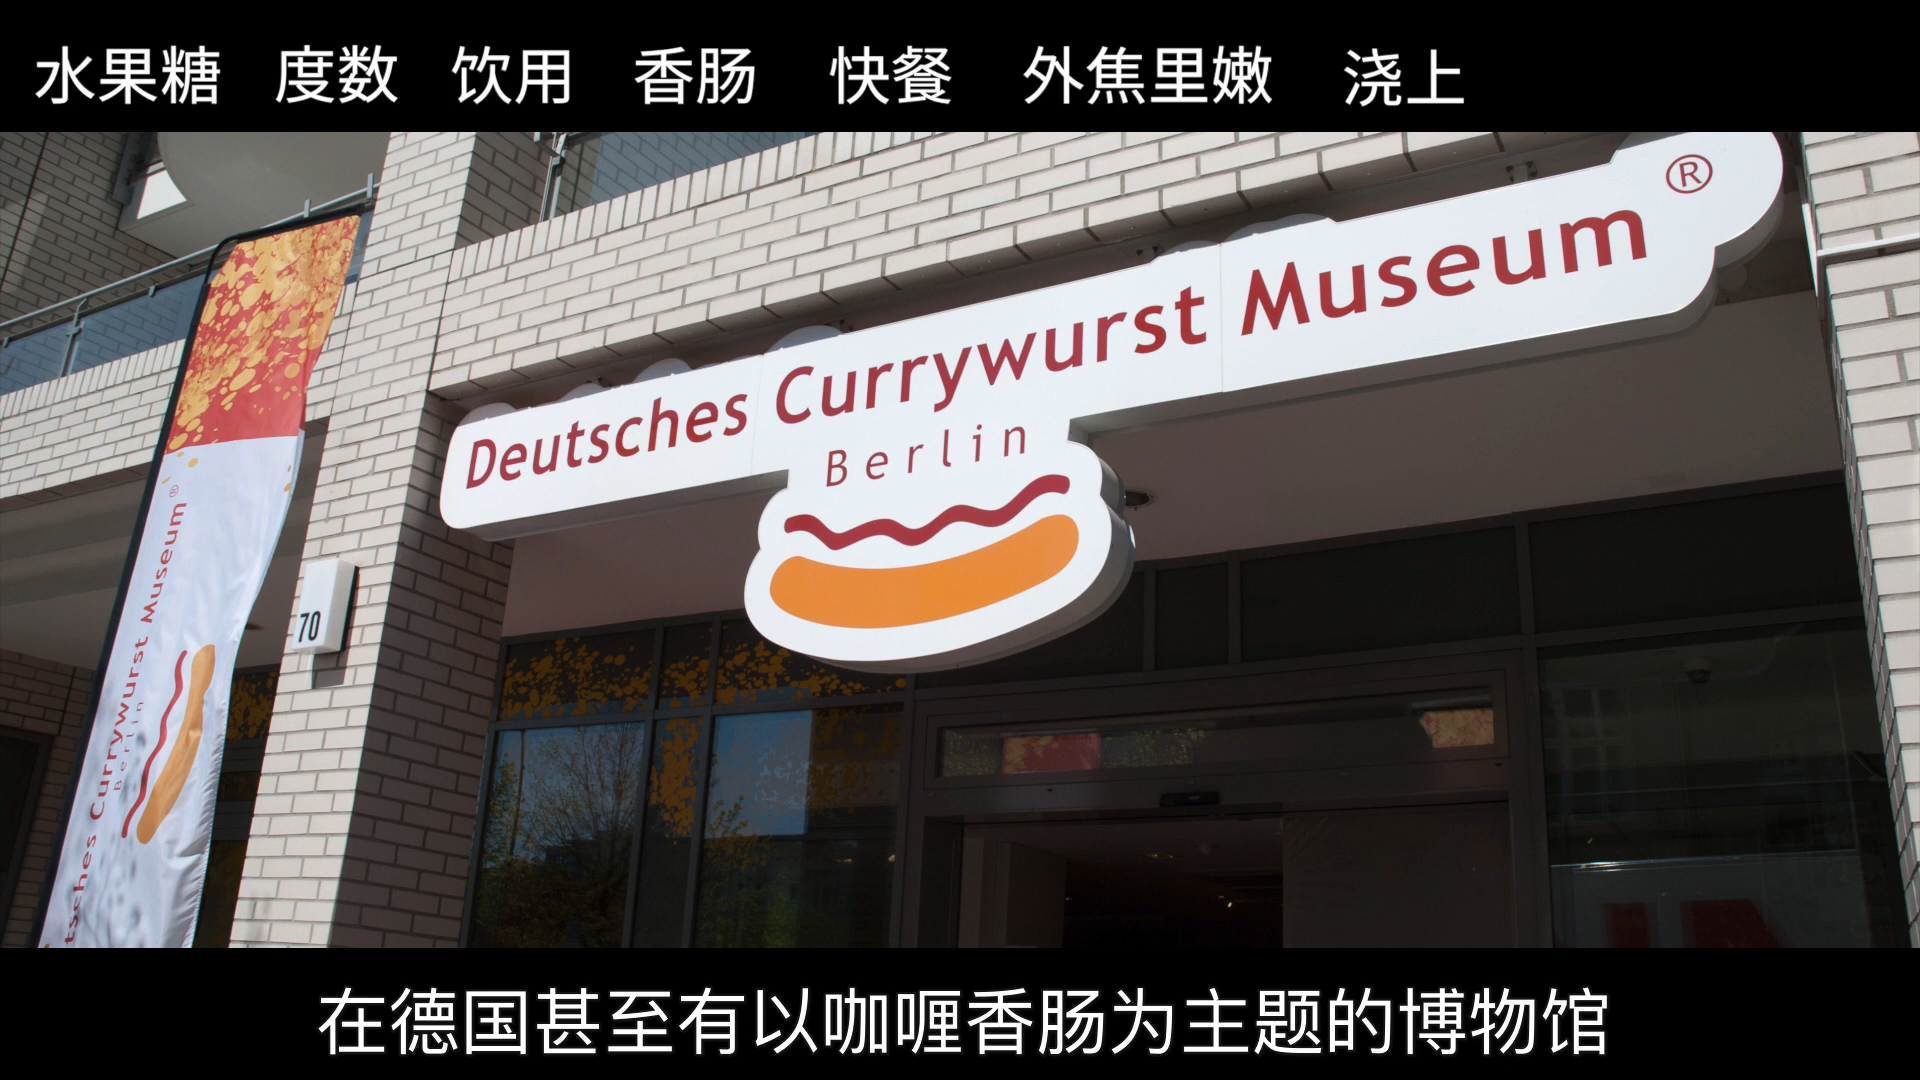 水果糖 度数 饮用 香肠 快餐 外焦里嫩 浇上
Deutsches Currywurst Museum ®
Berlin
70
tsches Currywurst Museum ®
Berlin
在德国甚至有以咖喱香肠为主题的博物馆